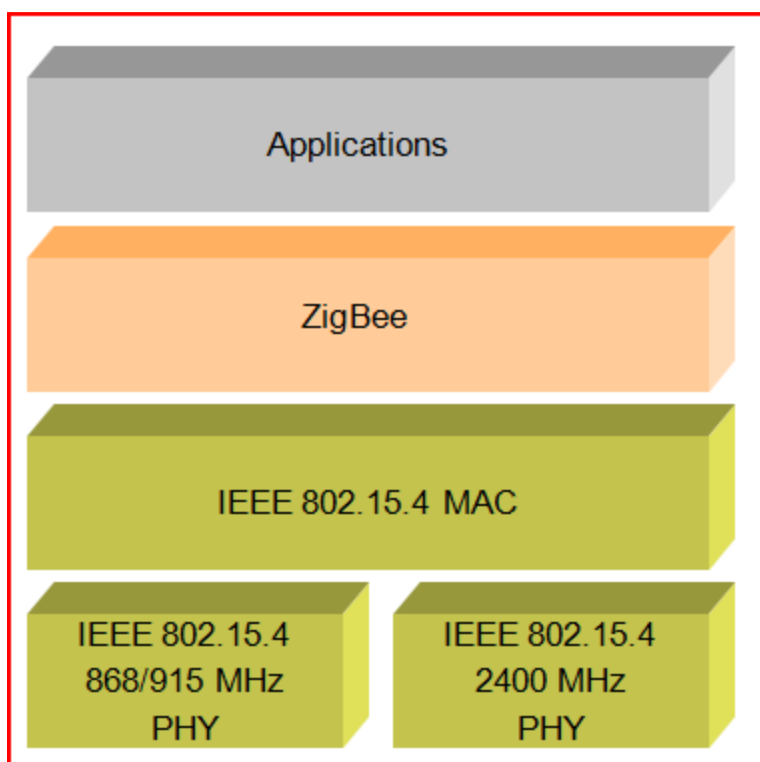 Applications
ZigBee
IEEE 802.15.4 MAC
IEEE 802.15.4
868/915 MHz
PHY
IEEE 802.15.4
2400 MHz
PHY